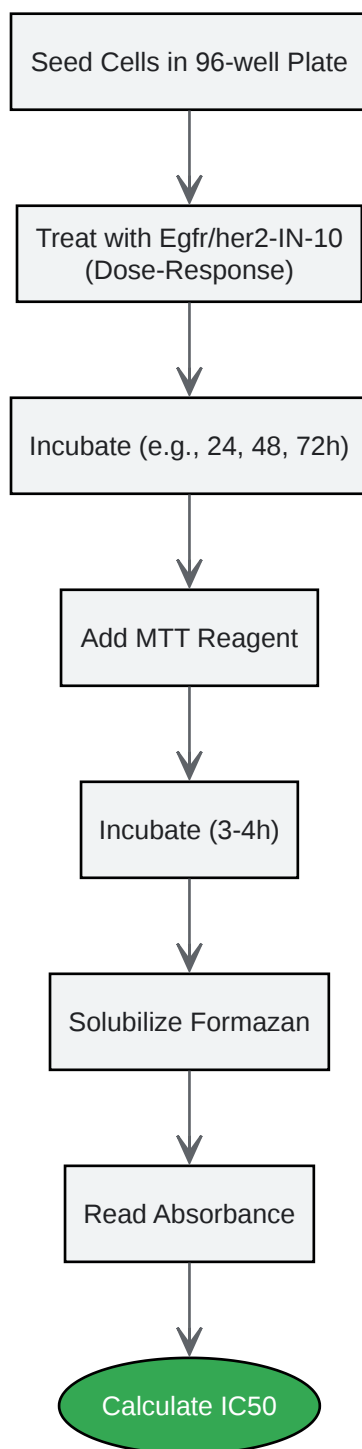 Seed Cells in 96-well Plate
Treat with Egfr/her2-IN-10
(Dose-Response)
Incubate (e.g., 24, 48, 72h)
Add MTT Reagent
Incubate (3-4h)
Solubilize Formazan
Read Absorbance
Calculate IC50